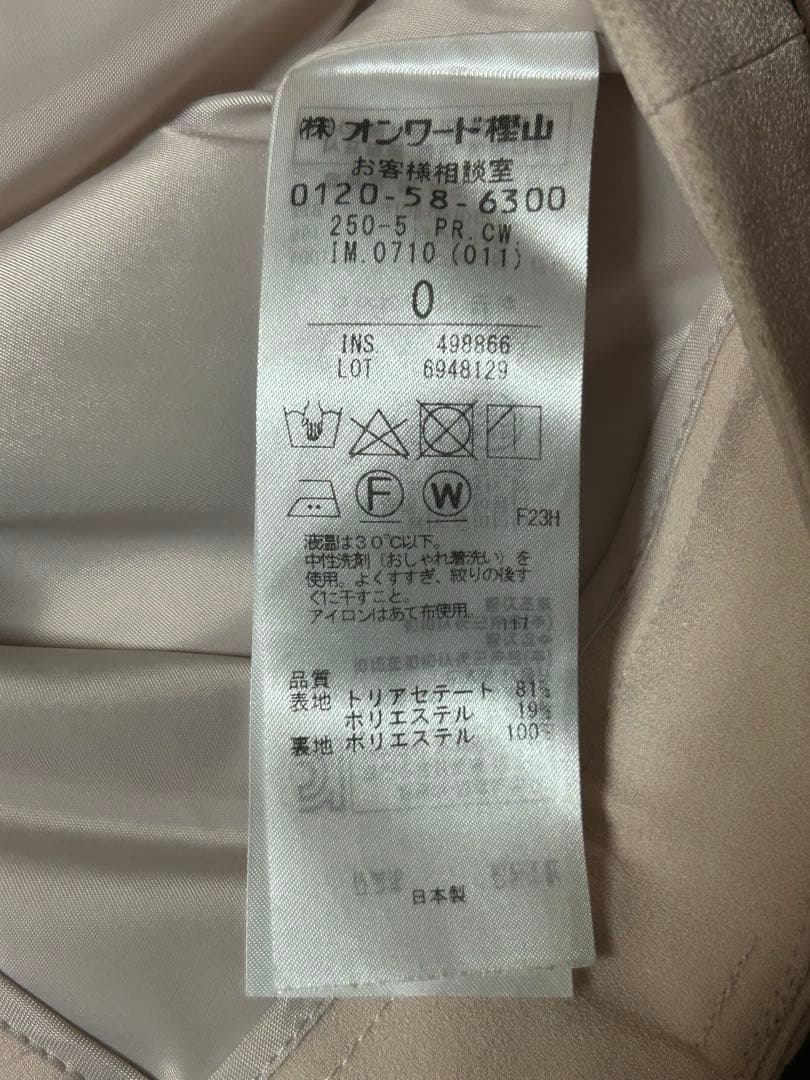 (株)オンワード樫山
お客様相談室
0120-58-6300
250-5 PR.CW.
IM.0710(011)
0
INS. 498866
LOT 6948129
F W
F23H
液温は30℃以下。
中性洗剤(おしゃれ着洗い)を
使用。よくすすぎ、絞りの後す
ぐに干すこと。
アイロンはあて布使用。
117
品質
表地 トリアセテート 81%
ポリエステル 19%
裏地 ポリエステル 100%
日本製